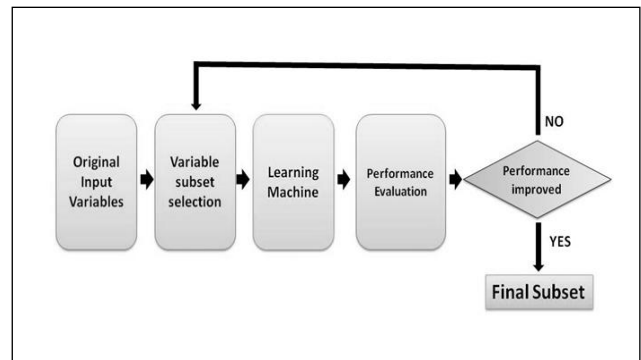 Original
Input
Variables
Variable
subset
selection
Learning
Machine
Performance
Evaluation
Performance
improved
NO
YES
Final Subset